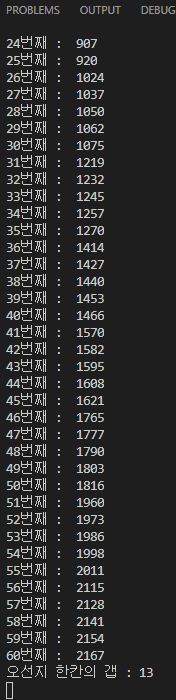 PROBLEMS OUTPUT DEBUG
24번째 : 907
25번째 : 920
26번째 : 1024
27번째 : 1037
28번째 : 1050
29번째 : 1062
30번째 : 1075
31번째 : 1219
32번째 : 1232
33번째 : 1245
34번째 : 1257
35번째 : 1270
36번째 : 1414
37번째 : 1427
38번째 : 1440
39번째 : 1453
40번째 : 1466
41번째 : 1570
42번째 : 1582
43번째 : 1595
44번째 : 1608
45번째 : 1621
46번째 : 1765
47번째 : 1777
48번째 : 1790
49번째 : 1803
50번째 : 1816
51번째 : 1960
52번째 : 1973
53번째 : 1986
54번째 : 1998
55번째 : 2011
56번째 : 2115
57번째 : 2128
58번째 : 2141
59번째 : 2154
60번째 : 2167
오선지 한칸의 갭 : 13